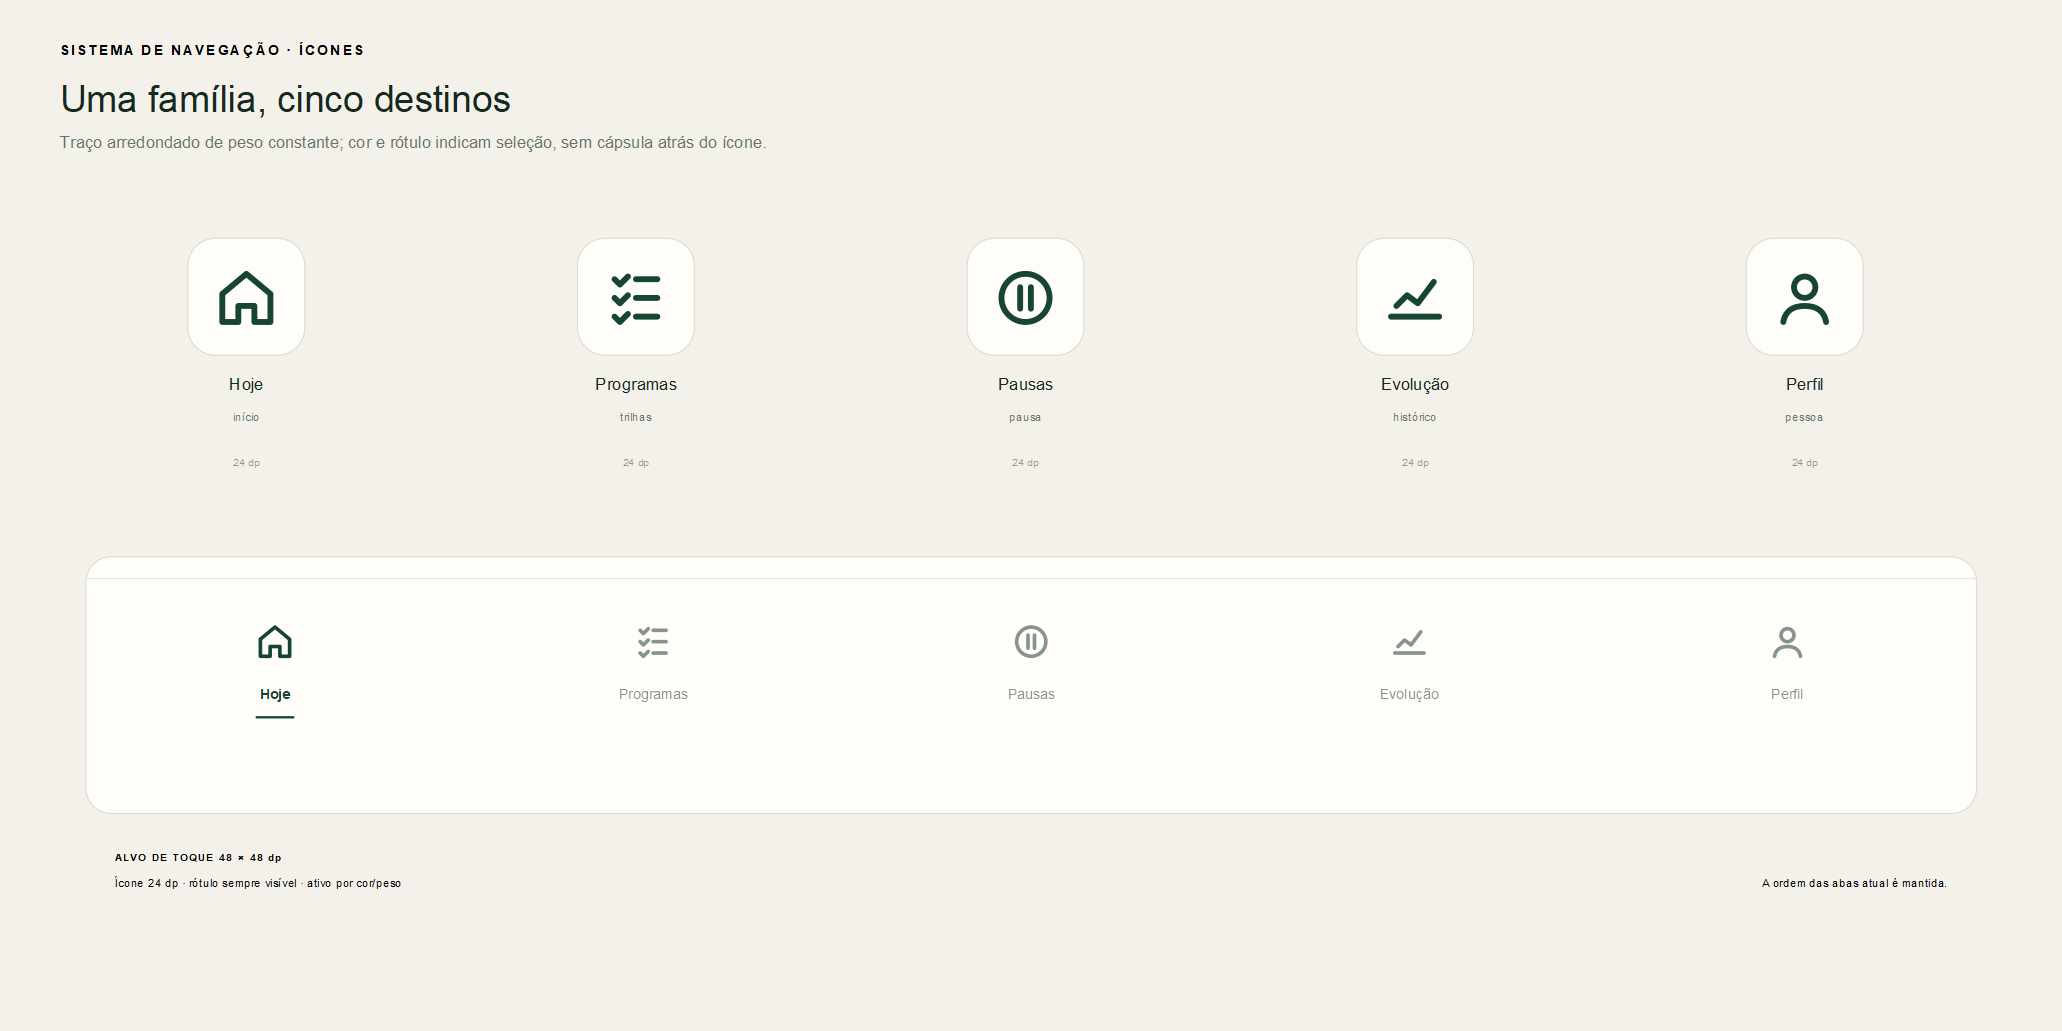 SISTEMA DE NAVEGAÇÃO · ÍCONES
Uma família, cinco destinos
Traço arredondado de peso constante; cor e rótulo indicam seleção, sem cápsula atrás do ícone.
Hoje
início
24 dp
Programas
trilhas
24 dp
Pausas
pausa
24 dp
Evolução
histórico
24 dp
Perfil
pessoa
24 dp
Hoje
Programas
Pausas
Evolução
Perfil
ALVO DE TOQUE 48 × 48 dp
Ícone 24 dp · rótulo sempre visível · ativo por cor/peso
A ordem das abas atual é mantida.